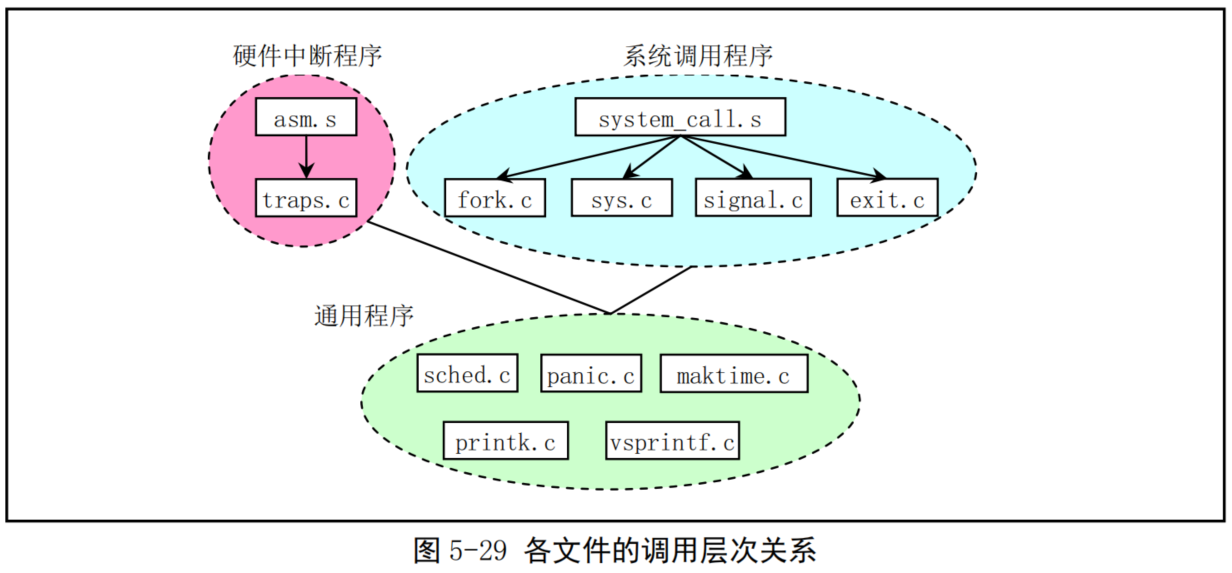 硬件中断程序 系统调用程序
asm.s system_call.s
traps.c fork.c sys.c signal.c exit.c
通用程序
sched.c panic.c maktime.c
printk.c vsprintf.c
图 5-29 各文件的调用层次关系